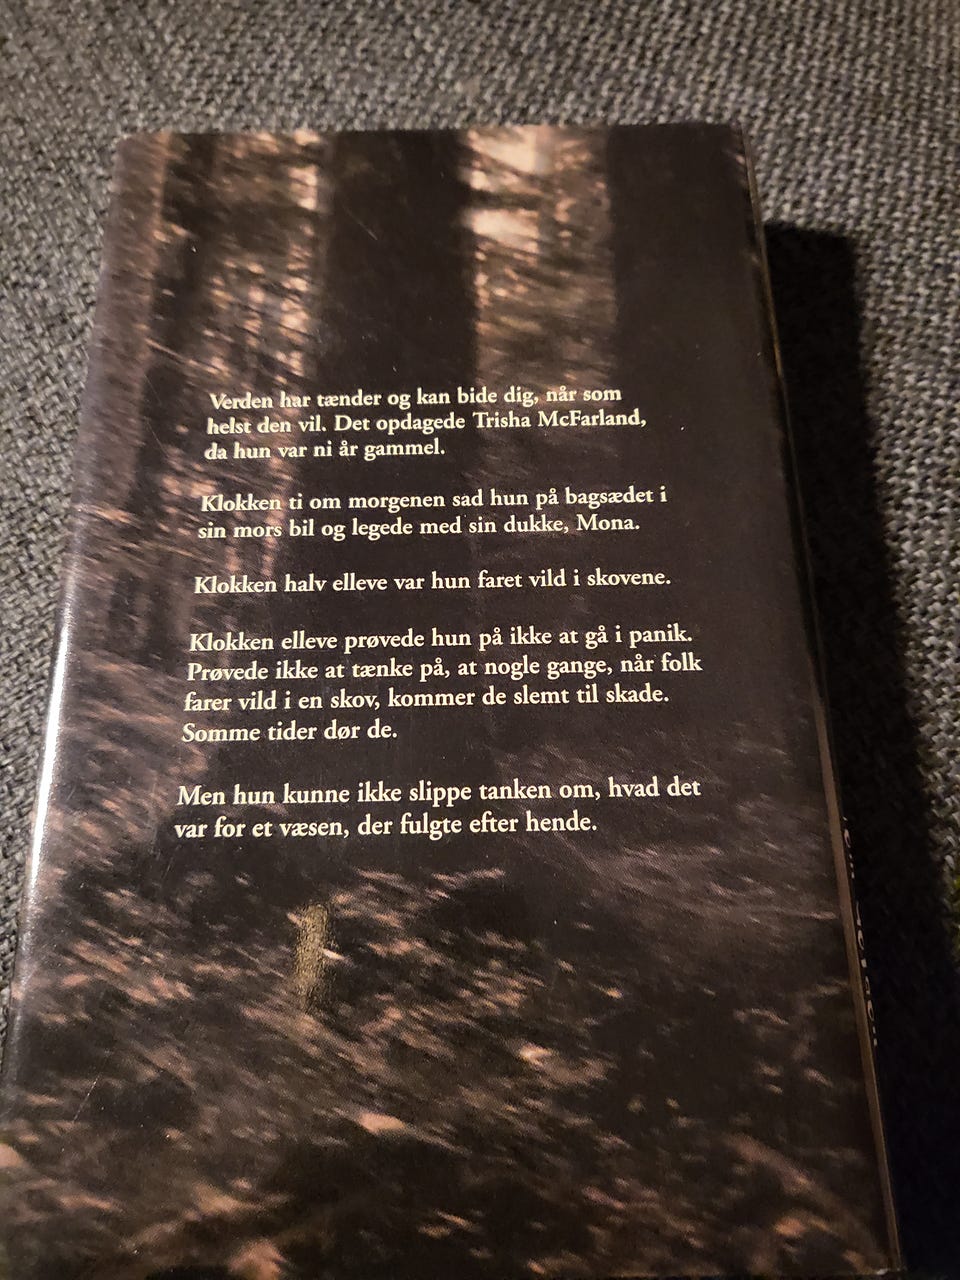 Verden har tænder og kan bide dig, når som
helst den vil. Det opdagede Trisha McFarland,
da hun var ni år gammel.
Klokken ti om morgenen sad hun på bagsædet i
sin mors bil og legede med sin dukke, Mona.
Klokken halv elleve var hun faret vild i skovene.
Klokken elleve prøvede hun på ikke at gå i panik.
Prøvede ikke at tænke på, at nogle gange, når folk
farer vild i en skov, kommer de slemt til skade.
Somme tider dør de.
Men hun kunne ikke slippe tanken om, hvad det
var for et væsen, der fulgte efter hende.